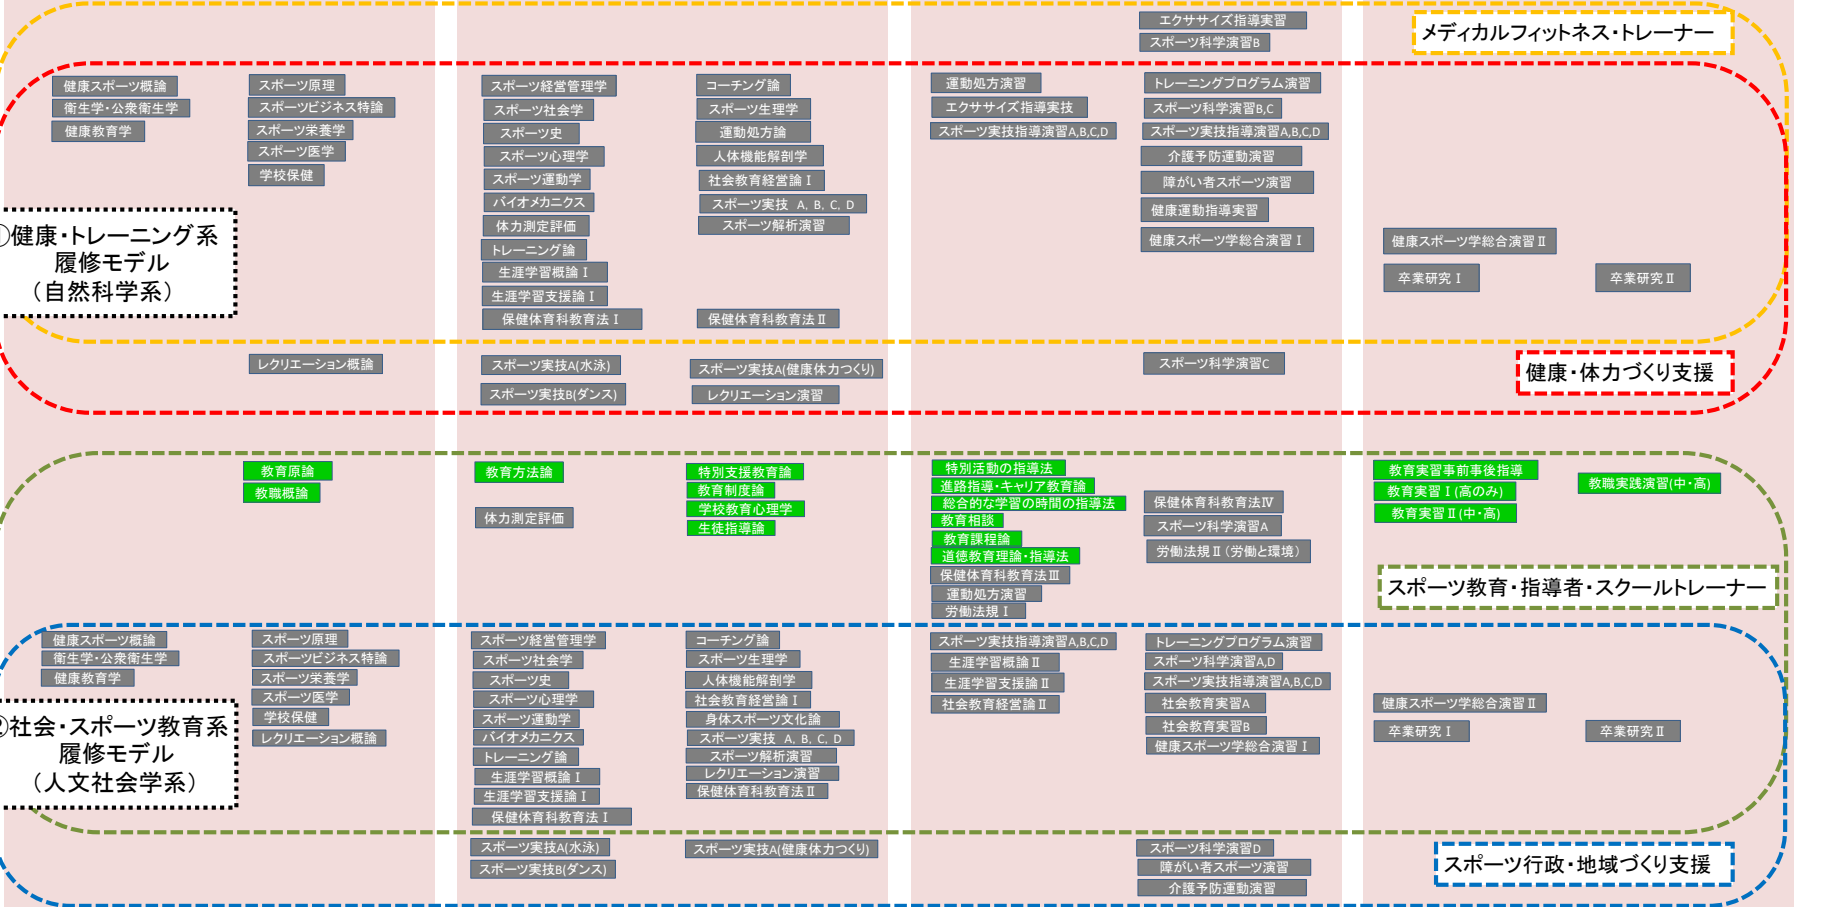 エクササイズ指導実習
スポーツ科学演習B
メディカルフィットネス・トレーナー
健康スポーツ概論
衛生学・公衆衛生学
健康教育学
スポーツ原理
スポーツビジネス特論
スポーツ栄養学
スポーツ医学
学校保健
スポーツ経営管理学
スポーツ社会学
スポーツ史
スポーツ心理学
スポーツ運動学
バイオメカニクス
体力測定評価
トレーニング論
生涯学習概論Ⅰ
生涯学習支援論Ⅰ
保健体育科教育法Ⅰ
コーチング論
スポーツ生理学
運動処方論
人体機能解剖学
社会教育経営論Ⅰ
スポーツ実技 A, B, C, D
スポーツ解析演習
保健体育科教育法Ⅱ
運動処方演習
エクササイズ指導実技
スポーツ実技指導演習A,B,C,D
トレーニングプログラム演習
スポーツ科学演習B,C
スポーツ実技指導演習A,B,C,D
介護予防運動演習
障がい者スポーツ演習
健康運動指導実習
健康スポーツ学総合演習Ⅰ
健康スポーツ学総合演習Ⅱ
卒業研究Ⅰ
卒業研究Ⅱ
①健康・トレーニング系
履修モデル
（自然科学系）
レクリエーション概論
スポーツ実技A(水泳)
スポーツ実技B(ダンス)
スポーツ実技A(健康体力つくり)
レクリエーション演習
スポーツ科学演習C
健康・体力づくり支援
教育原論
教職概論
教育方法論
体力測定評価
特別支援教育論
教育制度論
学校教育心理学
生徒指導論
特別活動の指導法
進路指導・キャリア教育論
総合的な学習の時間の指導法
教育相談
教育課程論
道徳教育理論・指導法
保健体育科教育法Ⅲ
運動処方演習
労働法規Ⅰ
保健体育科教育法Ⅳ
スポーツ科学演習A
労働法規Ⅱ（労働と環境）
教育実習事前事後指導
教育実習Ⅰ(高のみ)
教育実習Ⅱ(中・高)
教職実践演習(中・高)
スポーツ教育・指導者・スクールトレーナー
健康スポーツ概論
衛生学・公衆衛生学
健康教育学
スポーツ原理
スポーツビジネス特論
スポーツ栄養学
スポーツ医学
学校保健
レクリエーション概論
スポーツ経営管理学
スポーツ社会学
スポーツ史
スポーツ心理学
スポーツ運動学
バイオメカニクス
トレーニング論
生涯学習概論Ⅰ
生涯学習支援論Ⅰ
保健体育科教育法Ⅰ
コーチング論
スポーツ生理学
人体機能解剖学
社会教育経営論Ⅰ
身体スポーツ文化論
スポーツ実技 A, B, C, D
スポーツ解析演習
レクリエーション演習
保健体育科教育法Ⅱ
スポーツ実技指導演習A,B,C,D
生涯学習概論Ⅱ
生涯学習支援論Ⅱ
社会教育経営論Ⅱ
トレーニングプログラム演習
スポーツ科学演習A,D
スポーツ実技指導演習A,B,C,D
社会教育実習A
社会教育実習B
健康スポーツ学総合演習Ⅰ
健康スポーツ学総合演習Ⅱ
卒業研究Ⅰ
卒業研究Ⅱ
②社会・スポーツ教育系
履修モデル
（人文社会学系）
スポーツ実技A(水泳)
スポーツ実技B(ダンス)
スポーツ実技A(健康体力つくり)
スポーツ科学演習D
障がい者スポーツ演習
介護予防運動演習
スポーツ行政・地域づくり支援